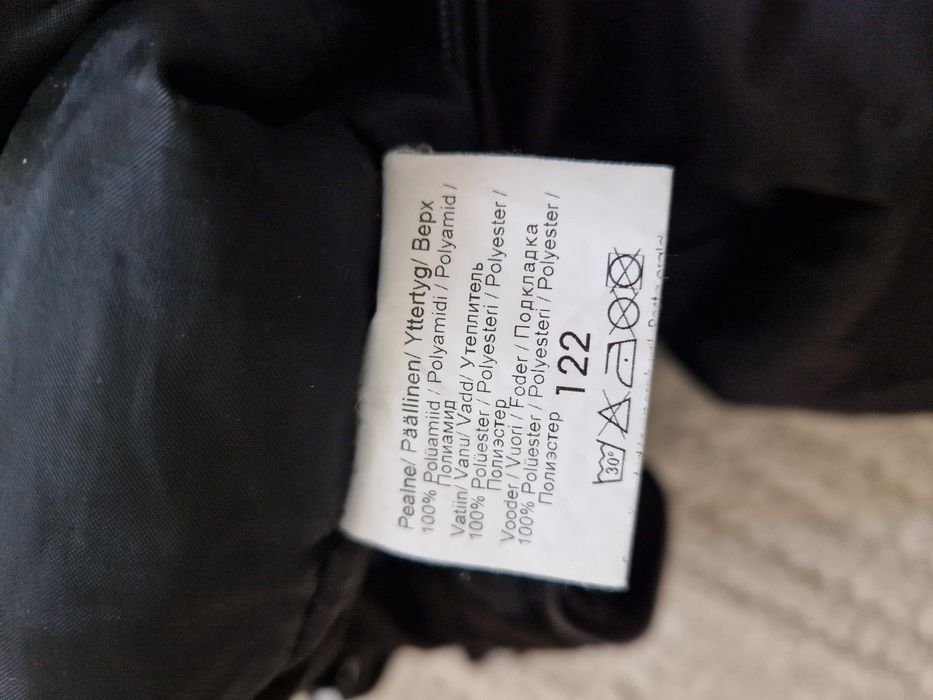 Pealne/ Päällinen/ Yttertyg/ Верх
100% Polüamiid / Polyamidi / Polyamid /
Полиамид
Vatiin/ Vanu/ Vadd/ Утеплитель
100% Polüester / Polyesteri / Polyester /
Полиэстер
Vooder / Vuori / Foder / Подкладка
100% Polüester / Polyesteri / Polyester /
Полиэстер
122
30°